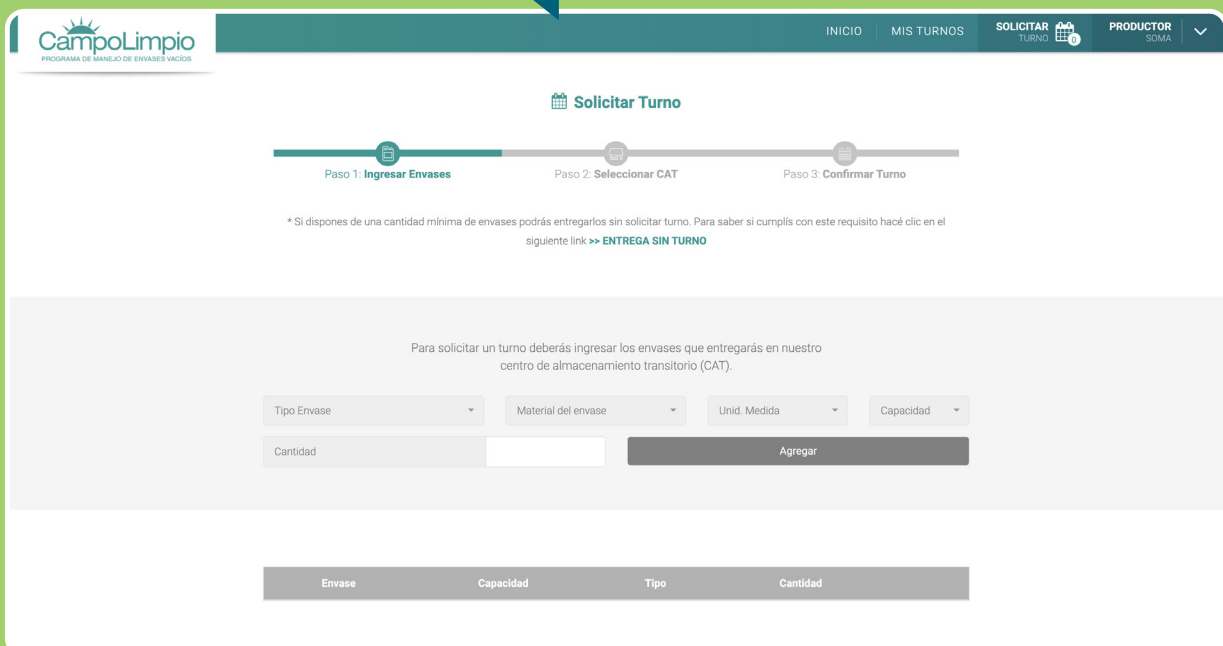 CampoLimpio
PROGRAMA DE MANEJO DE ENVASES VACÍOS
INICIO
MIS TURNOS
SOLICITAR
TURNO
0
PRODUCTOR
SOMA
Solicitar Turno
Paso 1: Ingresar Envases
Paso 2: Seleccionar CAT
Paso 3: Confirmar Turno
* Si dispones de una cantidad mínima de envases podrás entregarlos sin solicitar turno. Para saber si cumplís con este requisito hacé clic en el
siguiente link >> ENTREGA SIN TURNO
Para solicitar un turno deberás ingresar los envases que entregarás en nuestro
centro de almacenamiento transitorio (CAT).
Tipo Envase
Material del envase
Unid. Medida
Capacidad
Cantidad
Agregar
Envase Capacidad Tipo Cantidad